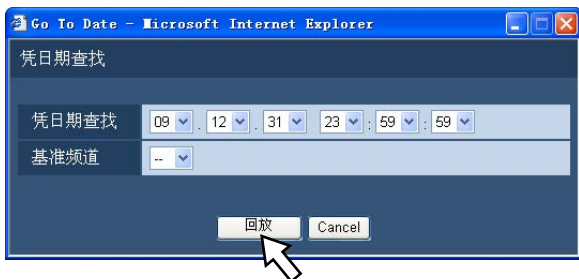 Go To Date - Microsoft Internet Explorer
凭日期查找
凭日期查找 09 . 12 . 31 23 : 59 : 59
基准频道 --
回放 Cancel